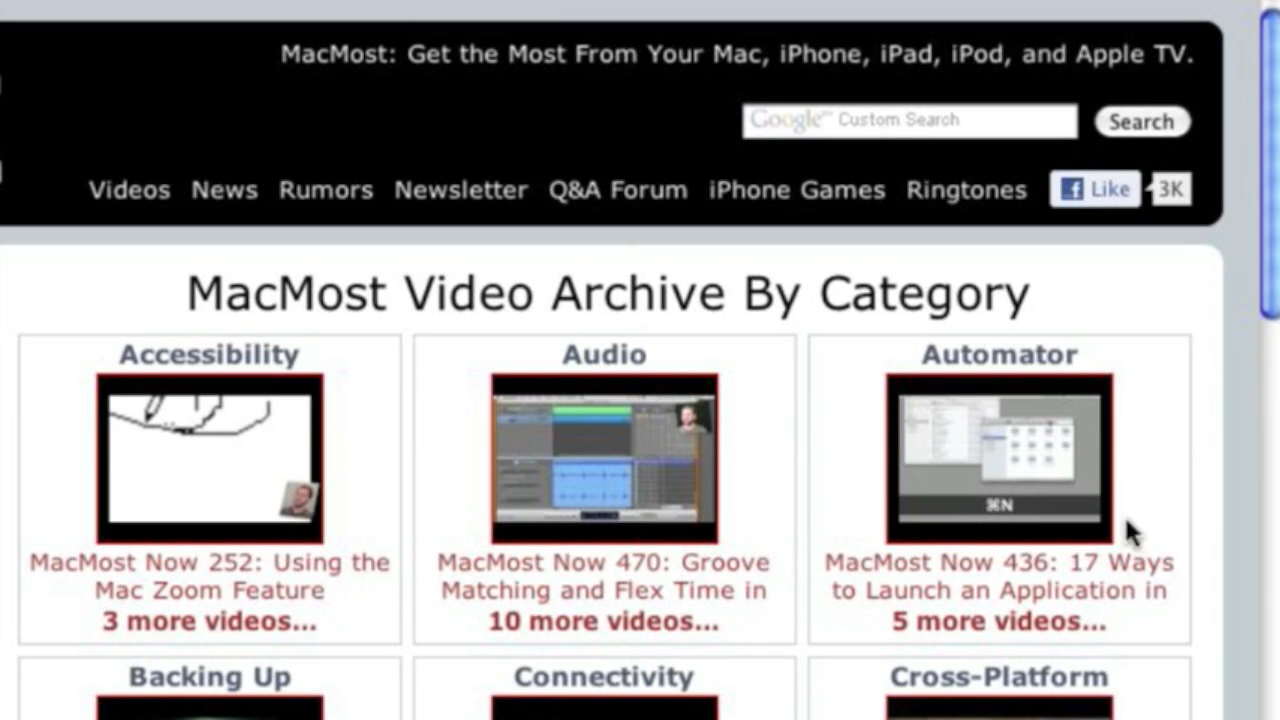 MacMost: Get the Most From Your Mac, iPhone, iPad, iPod, and Apple TV.
Google™ Custom Search
Search
Videos News Rumors Newsletter Q&A Forum iPhone Games Ringtones Like 3K
MacMost Video Archive By Category
Accessibility
MacMost Now 252: Using the
Mac Zoom Feature
3 more videos...
Audio
MacMost Now 470: Groove
Matching and Flex Time in
10 more videos...
Automator
⌘N
MacMost Now 436: 17 Ways
to Launch an Application in
5 more videos...
Backing Up
Connectivity
Cross-Platform